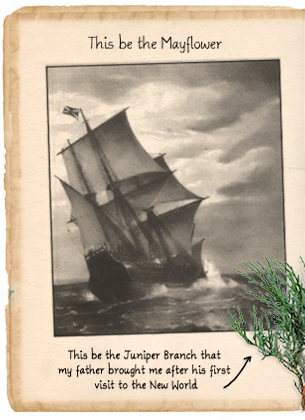 This be the Mayflower
This be the Juniper Branch that
my father brought me after his first
visit to the New World